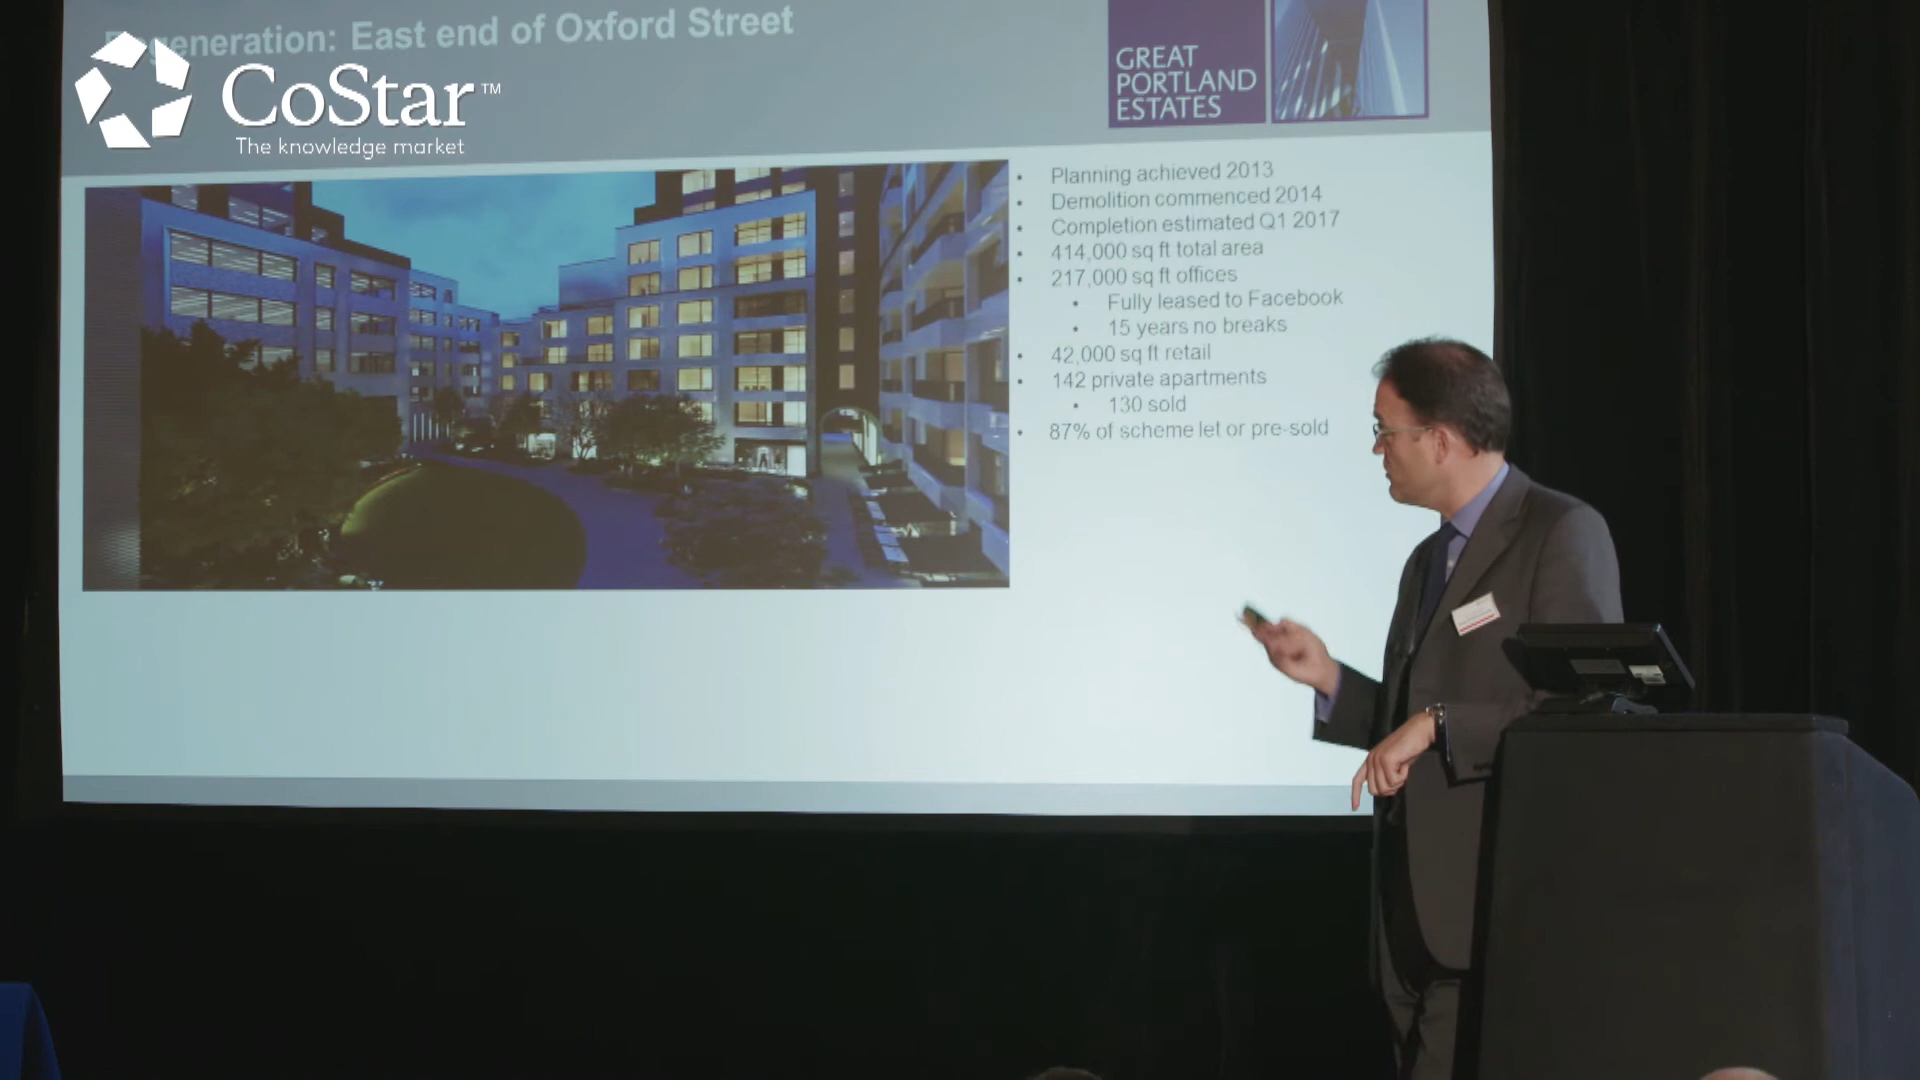 Regeneration: East end of Oxford Street
CoStar™
The knowledge market
GREAT
PORTLAND
ESTATES
• Planning achieved 2013
• Demolition commenced 2014
• Completion estimated Q1 2017
• 414,000 sq ft total area
• 217,000 sq ft offices
• Fully leased to Facebook
• 15 years no breaks
• 42,000 sq ft retail
• 142 private apartments
• 130 sold
• 87% of scheme let or pre-sold